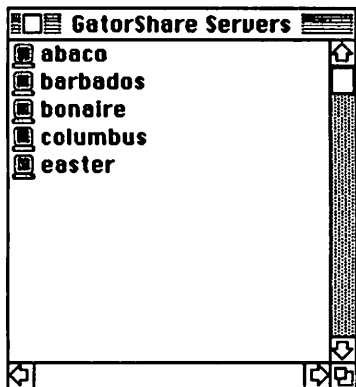 GatorShare Servers
abaco
barbados
bonaire
columbus
easter